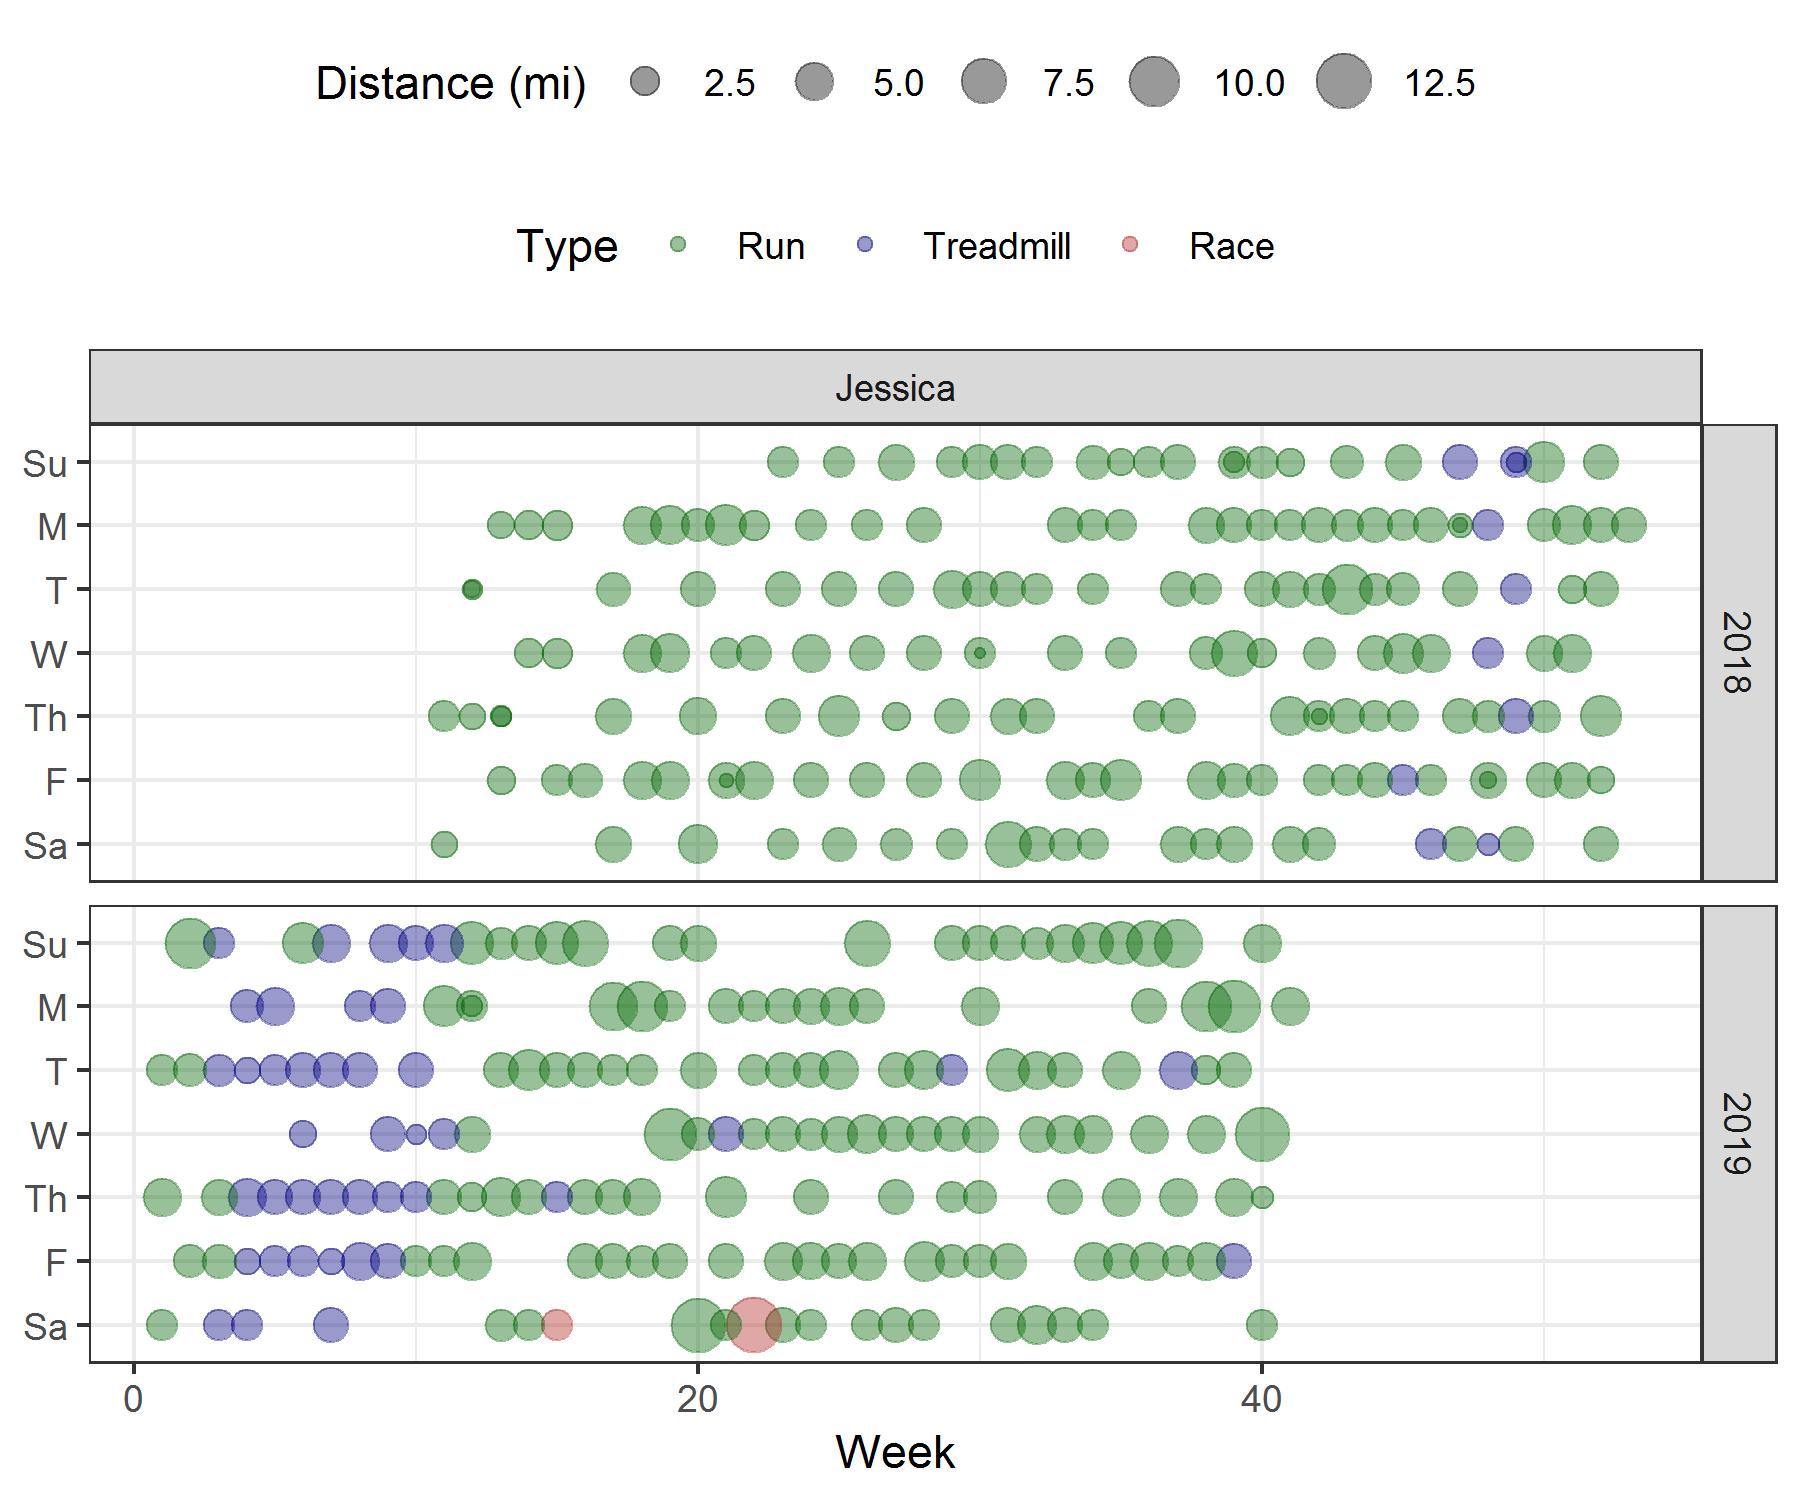 Distance (mi) 2.5 5.0 7.5 10.0 12.5
Type Run Treadmill Race
Jessica
Su
M
T
W
Th
F
Sa
2018
Su
M
T
W
Th
F
Sa
2019
0 20 40
Week